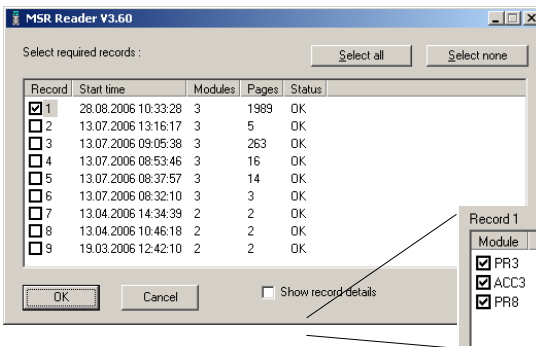 MSR Reader V3.60
Select required records :
Select all
Select none
Record Start time Modules Pages Status
1 28.08.2006 10:33:28 3 1989 OK
2 13.07.2006 13:16:17 3 5 OK
3 13.07.2006 09:05:38 3 263 OK
4 13.07.2006 08:53:46 3 16 OK
5 13.07.2006 08:37:57 3 14 OK
6 13.07.2006 08:32:10 3 3 OK
7 13.04.2006 14:34:39 2 2 OK
8 13.04.2006 10:46:18 2 2 OK
9 19.03.2006 12:42:10 2 2 OK
OK
Cancel
Show record details
Record 1
Module
PR3
ACC3
PR8